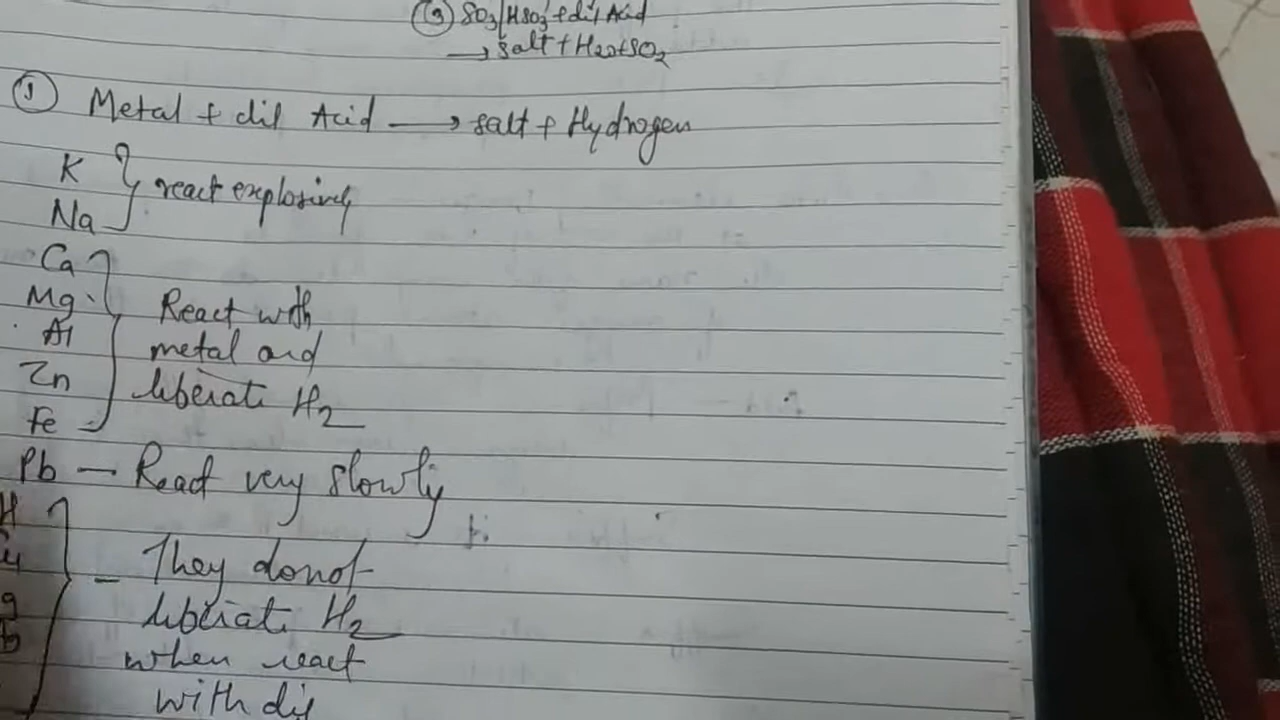 ③ SO₃/HSO₃ + dil Acid
→ salt + H₂O + SO₂
① Metal + dil Acid → salt + Hydrogen
K
react explosively
Na
Ca
Mg
React with
Al
metal and
Zn
liberate H₂
Fe
Pb - React very slowly
H
They donot
liberate H₂
when react
with dil